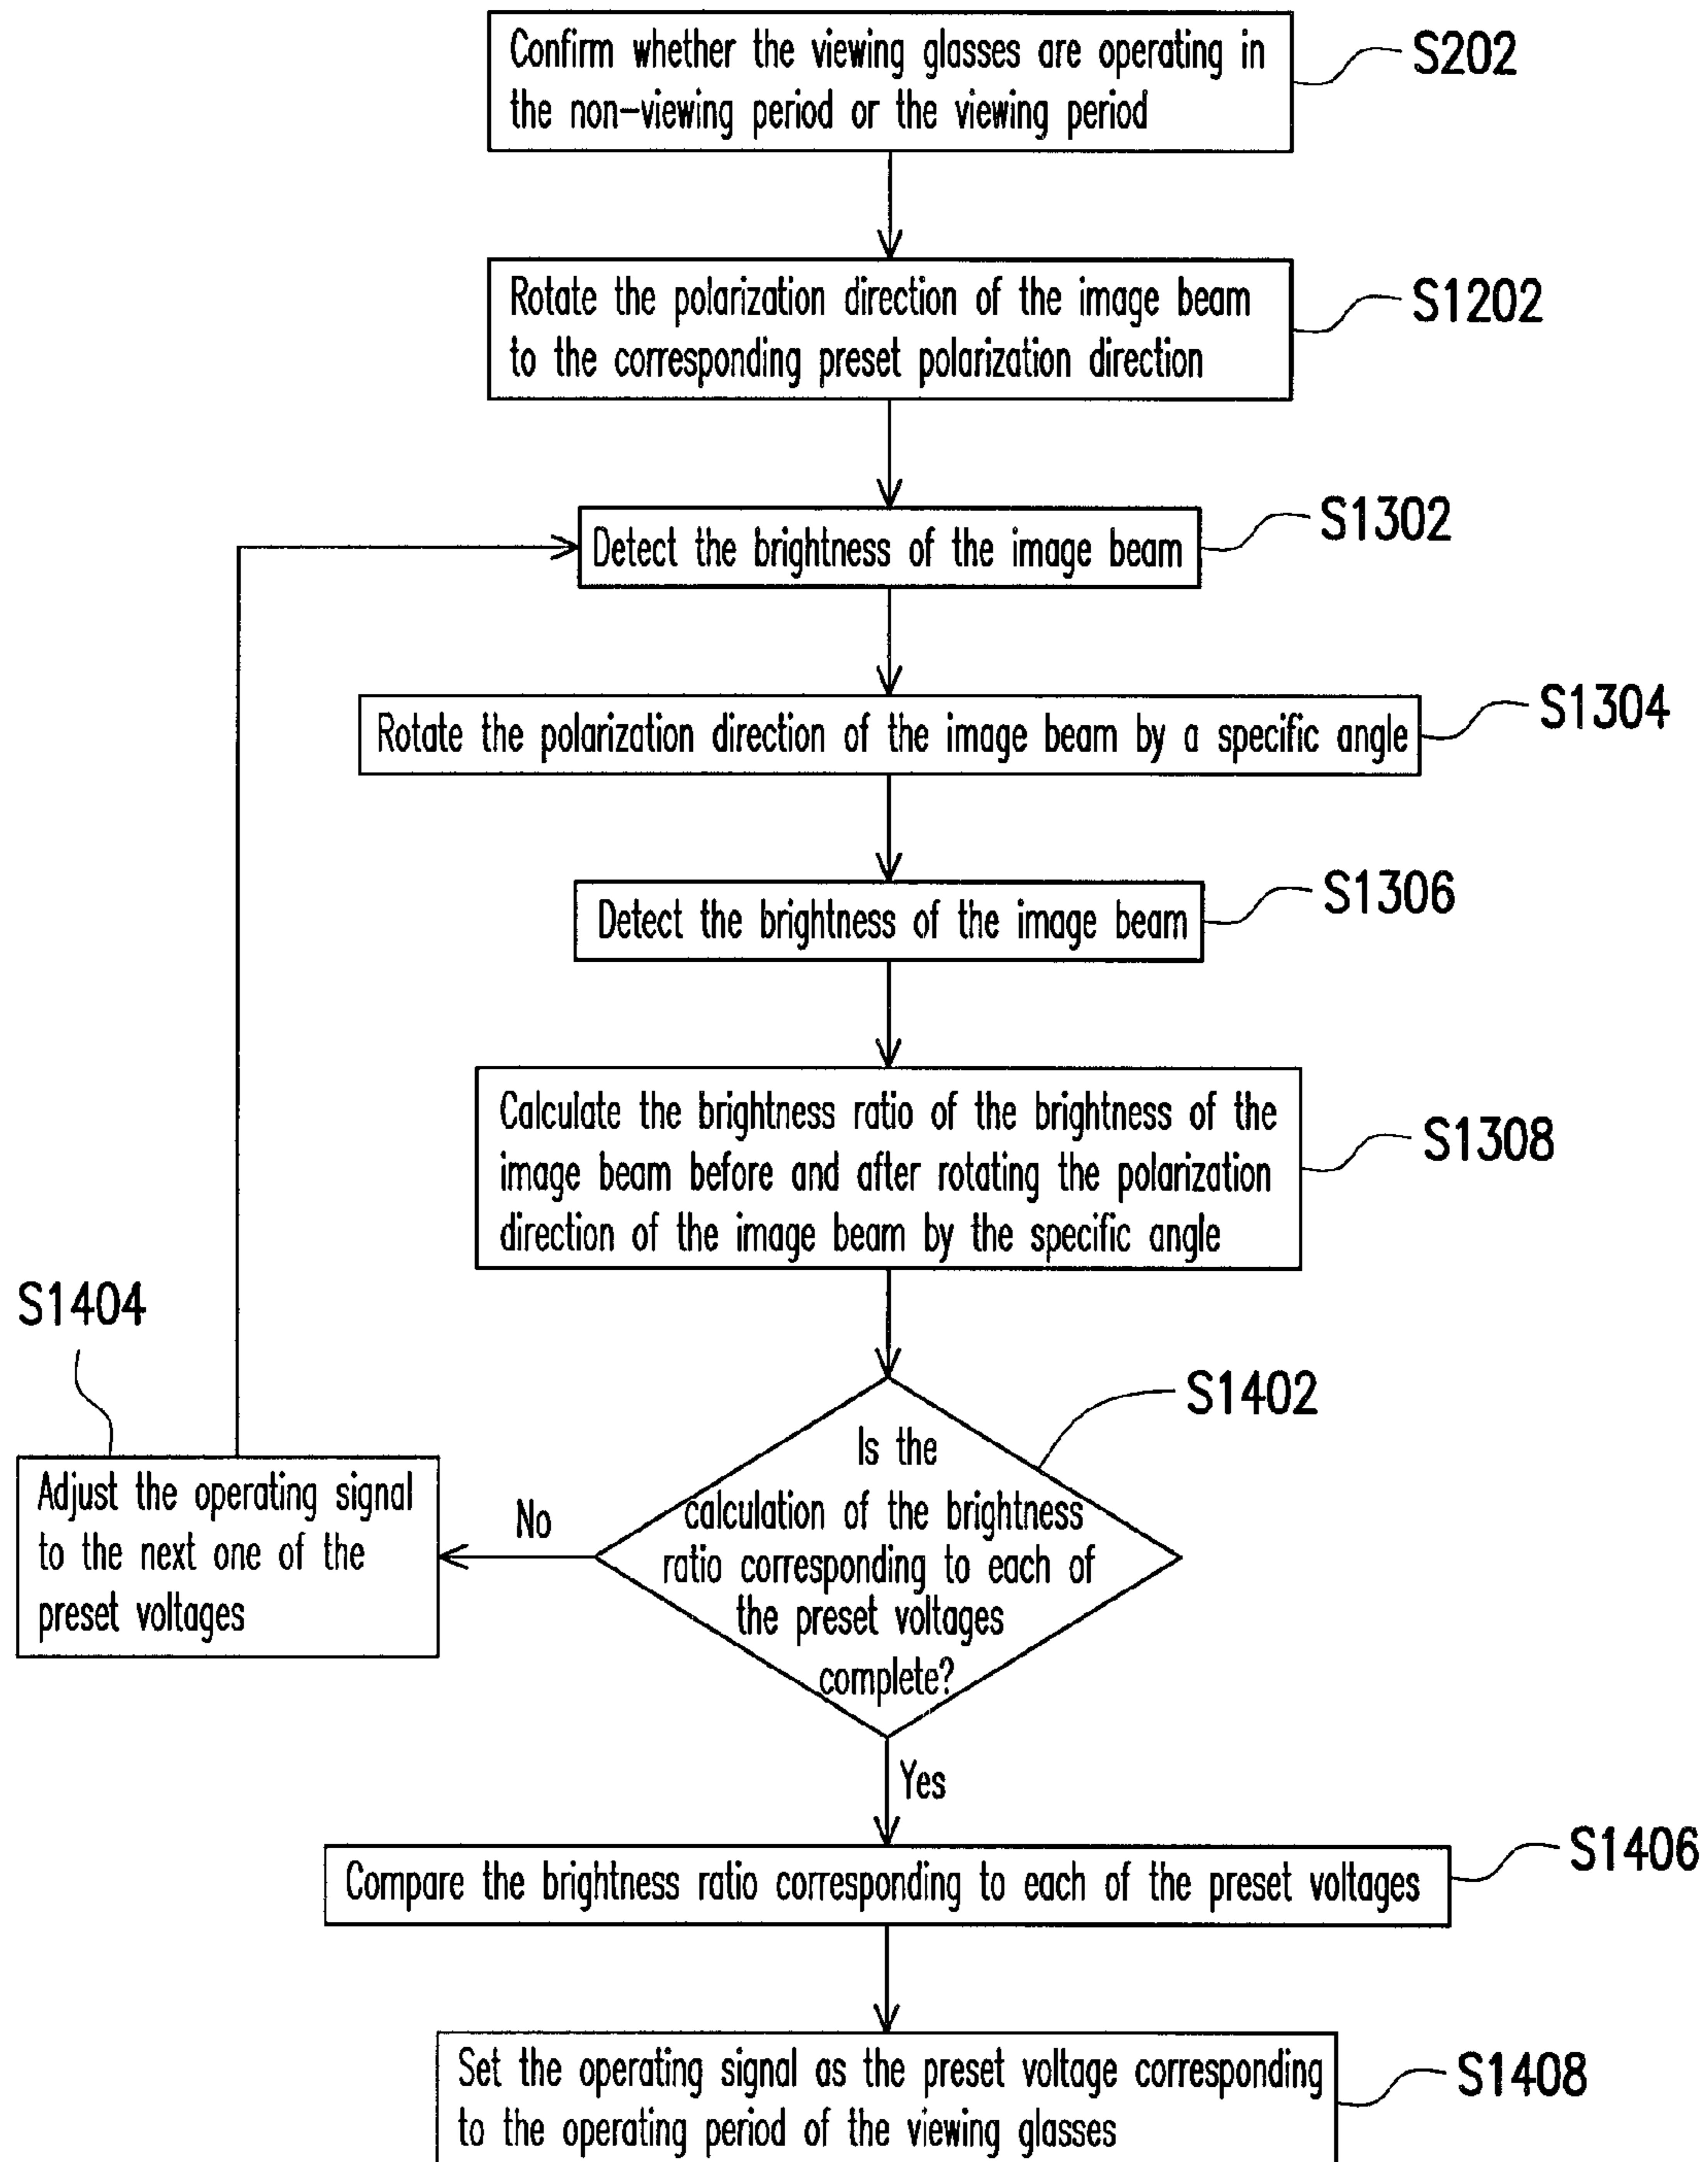 Confirm whether the viewing glasses are operating in
the non-viewing period or the viewing period
S202
Rotate the polarization direction of the image beam
to the corresponding preset polarization direction
S1202
Detect the brightness of the image beam
S1302
Rotate the polarization direction of the image beam by a specific angle
S1304
Detect the brightness of the image beam
S1306
Calculate the brightness ratio of the brightness of the
image beam before and after rotating the polarization
direction of the image beam by the specific angle
S1308
S1404
Adjust the operating signal
to the next one of the
preset voltages
No
S1402
Is the
calculation of the brightness
ratio corresponding to each of
the preset voltages
complete?
Yes
Compare the brightness ratio corresponding to each of the preset voltages
S1406
Set the operating signal as the preset voltage corresponding
to the operating period of the viewing glasses
S1408